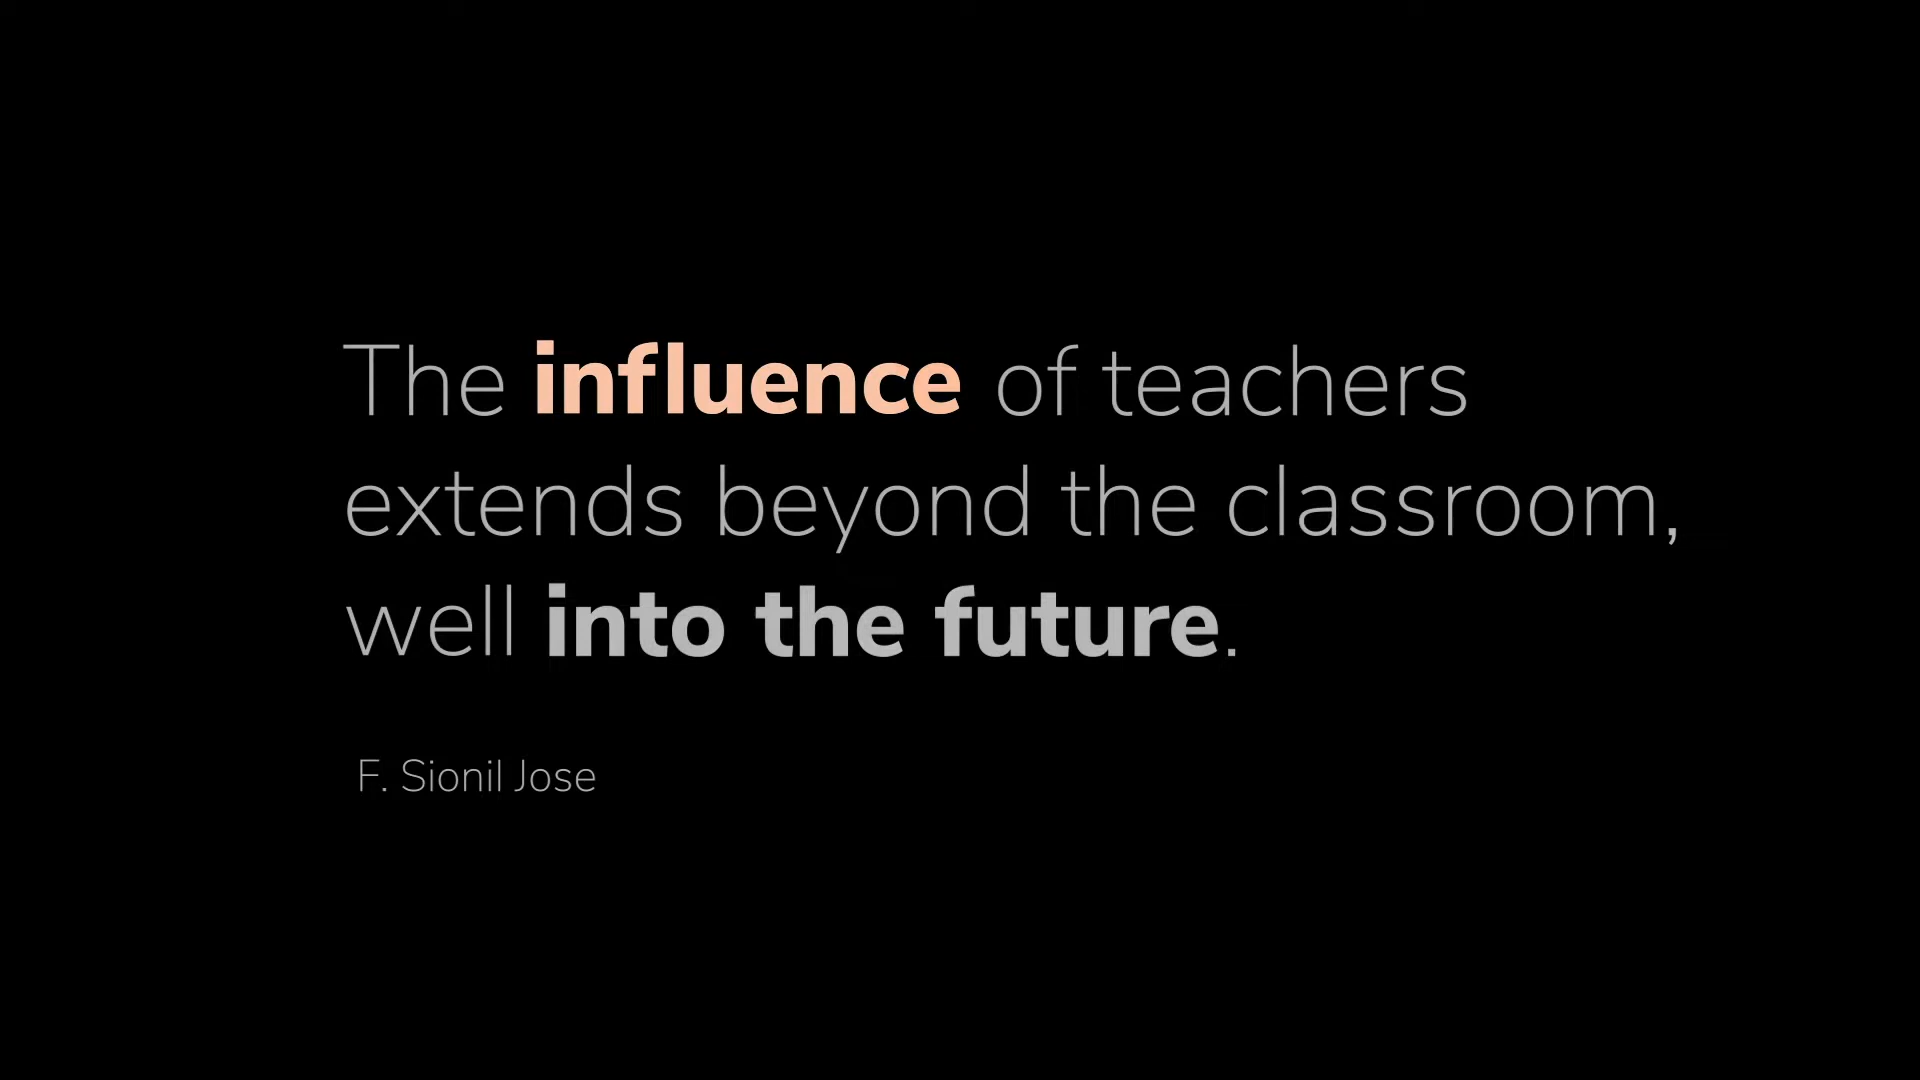 The influence of teachers
extends beyond the classroom,
well into the future.
F. Sionil Jose